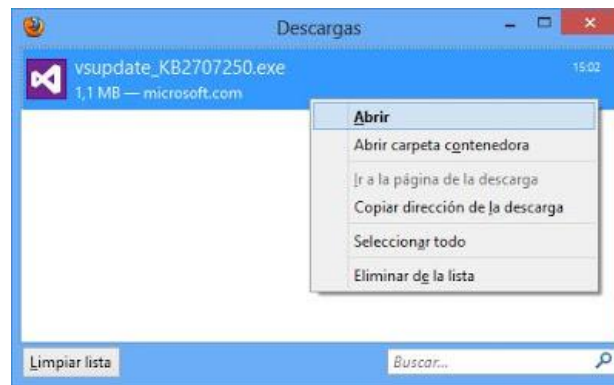 Descargas
vsupdate_KB2707250.exe
15:02
1,1 MB — microsoft.com
Abrir
Abrir carpeta contenedora
Ir a la página de la descarga
Copiar dirección de la descarga
Seleccionar todo
Eliminar de la lista
Limpiar lista
Buscar...